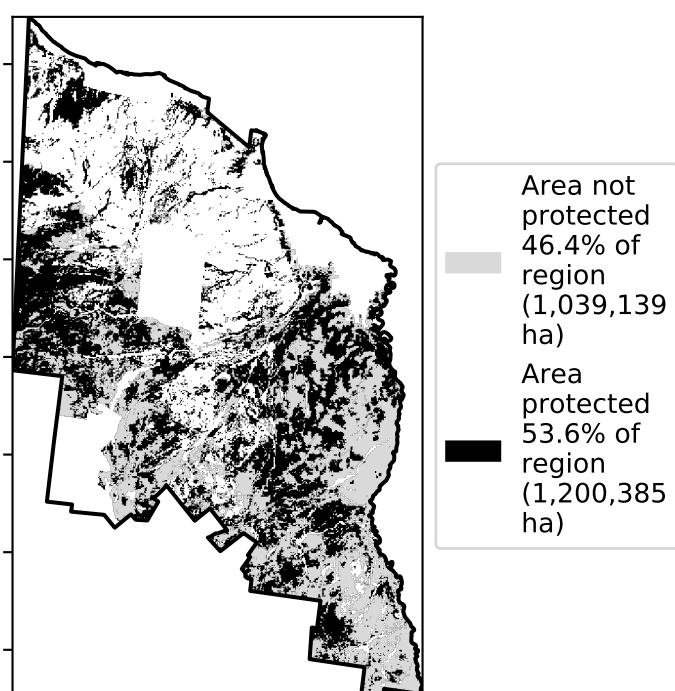 Area not
protected
46.4% of
region
(1,039,139
ha)
Area
protected
53.6% of
region
(1,200,385
ha)